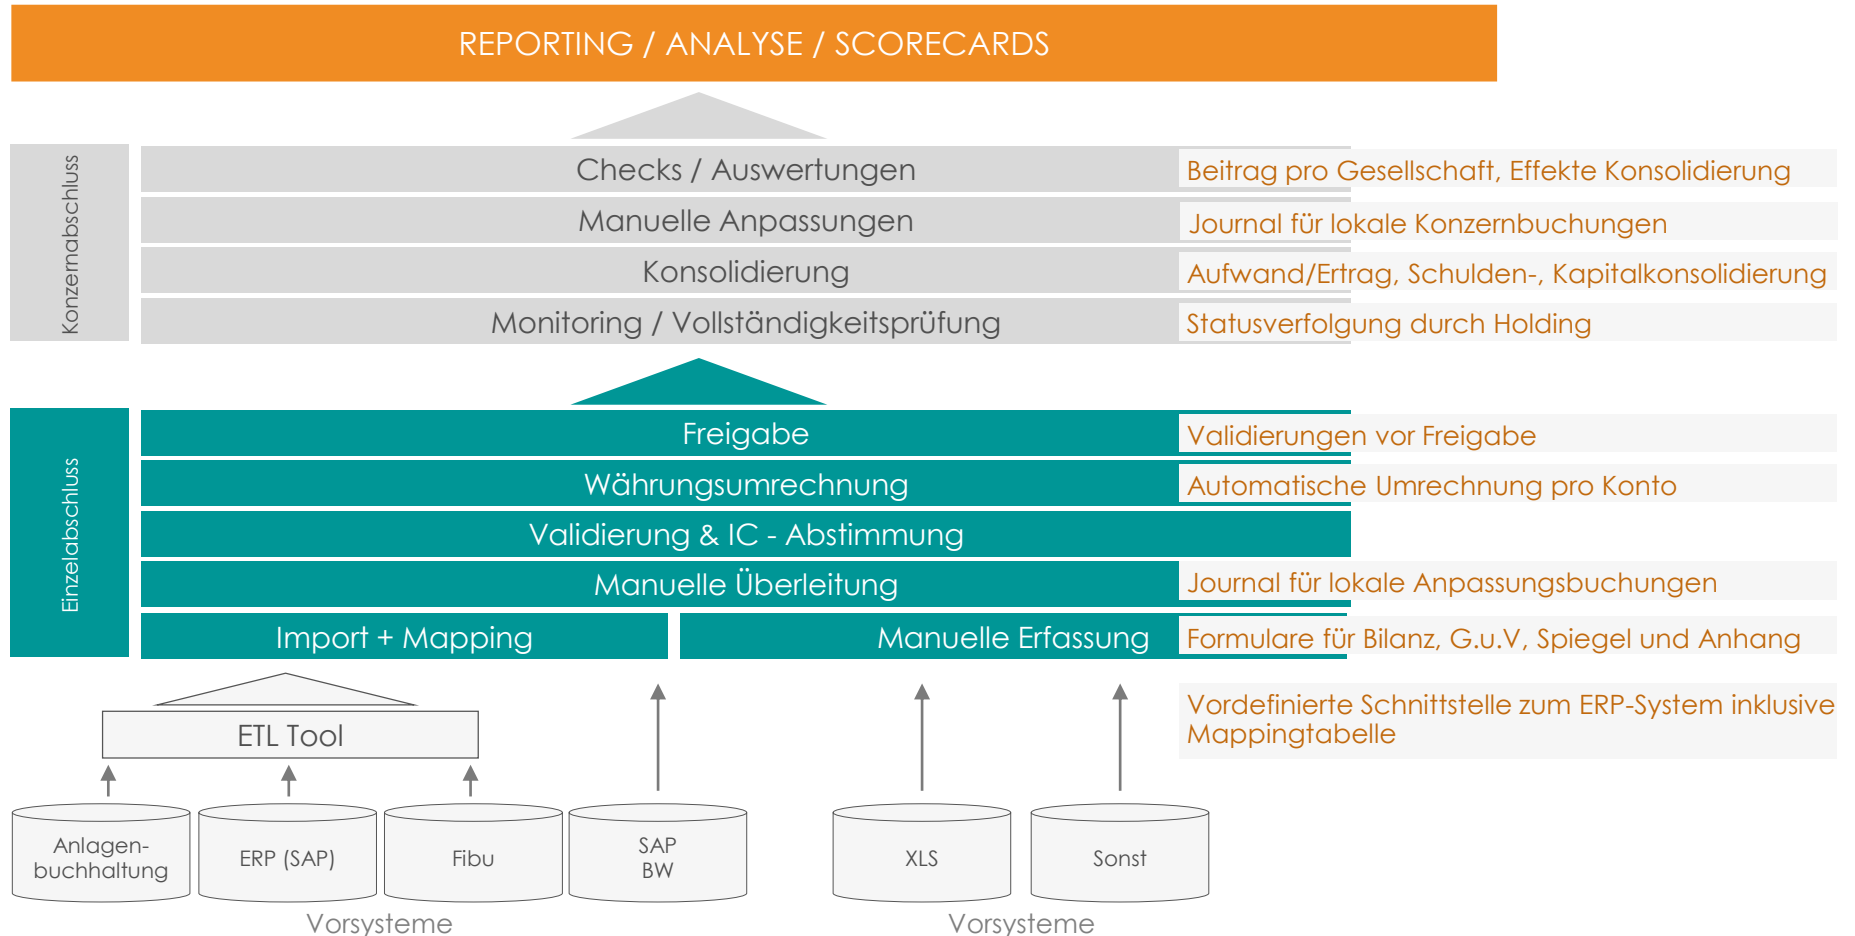 REPORTING / ANALYSE / SCORECARDS
Konzernabschluss
Checks / Auswertungen
Beitrag pro Gesellschaft, Effekte Konsolidierung
Manuelle Anpassungen
Journal für lokale Konzernbuchungen
Konsolidierung
Aufwand/Ertrag, Schulden-, Kapitalkonsolidierung
Monitoring / Vollständigkeitsprüfung
Statusverfolgung durch Holding
Einzelabschluss
Freigabe
Validierungen vor Freigabe
Währungsumrechnung
Automatische Umrechnung pro Konto
Validierung & IC - Abstimmung
Manuelle Überleitung
Journal für lokale Anpassungsbuchungen
Import + Mapping
Manuelle Erfassung
Formulare für Bilanz, G.u.V, Spiegel und Anhang
Vordefinierte Schnittstelle zum ERP-System inklusive
Mappingtabelle
ETL Tool
Anlagen-
buchhaltung
ERP (SAP)
Fibu
SAP
BW
XLS
Sonst
Vorsysteme
Vorsysteme